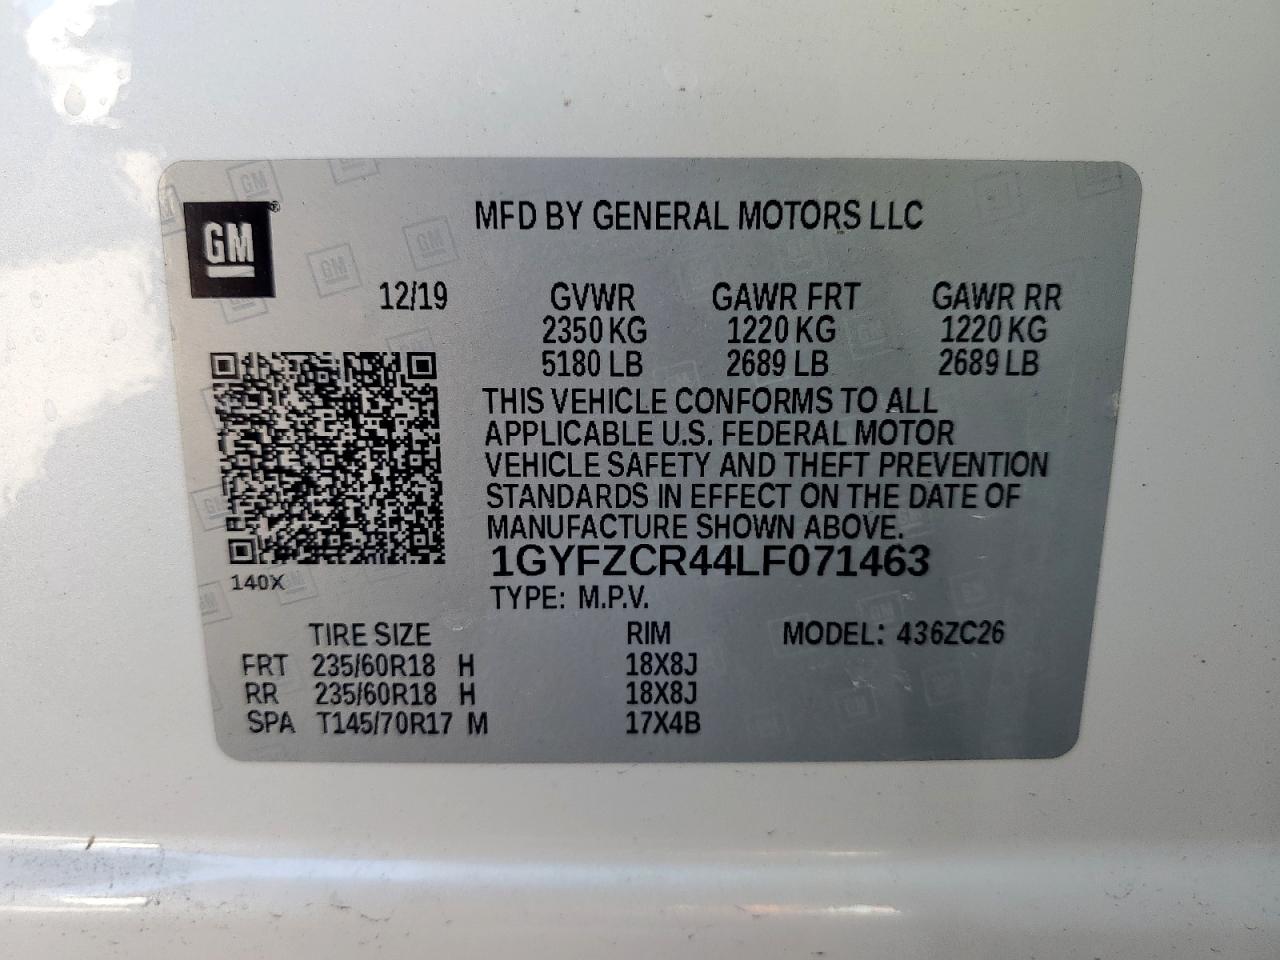 GM®
MFD BY GENERAL MOTORS LLC
12/19 GVWR GAWR FRT GAWR RR
2350 KG 1220 KG 1220 KG
5180 LB 2689 LB 2689 LB
THIS VEHICLE CONFORMS TO ALL
APPLICABLE U.S. FEDERAL MOTOR
VEHICLE SAFETY AND THEFT PREVENTION
STANDARDS IN EFFECT ON THE DATE OF
MANUFACTURE SHOWN ABOVE.
1GYFZCR44LF071463
140X
TYPE: M.P.V.
TIRE SIZE RIM MODEL: 436ZC26
FRT 235/60R18 H 18X8J
RR 235/60R18 H 18X8J
SPA T145/70R17 M 17X4B